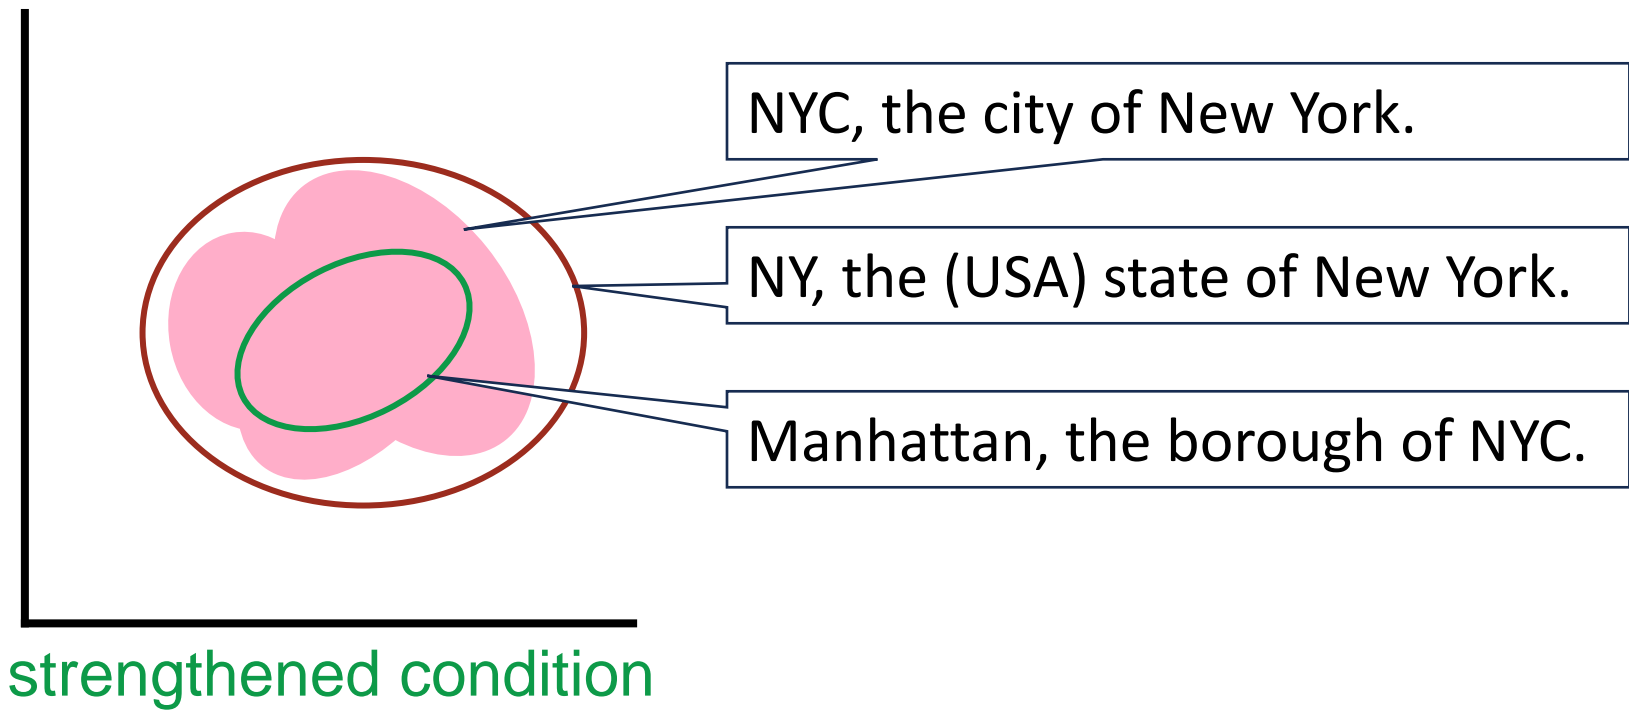 NYC, the city of New York.
NY, the (USA) state of New York.
Manhattan, the borough of NYC.
strengthened condition